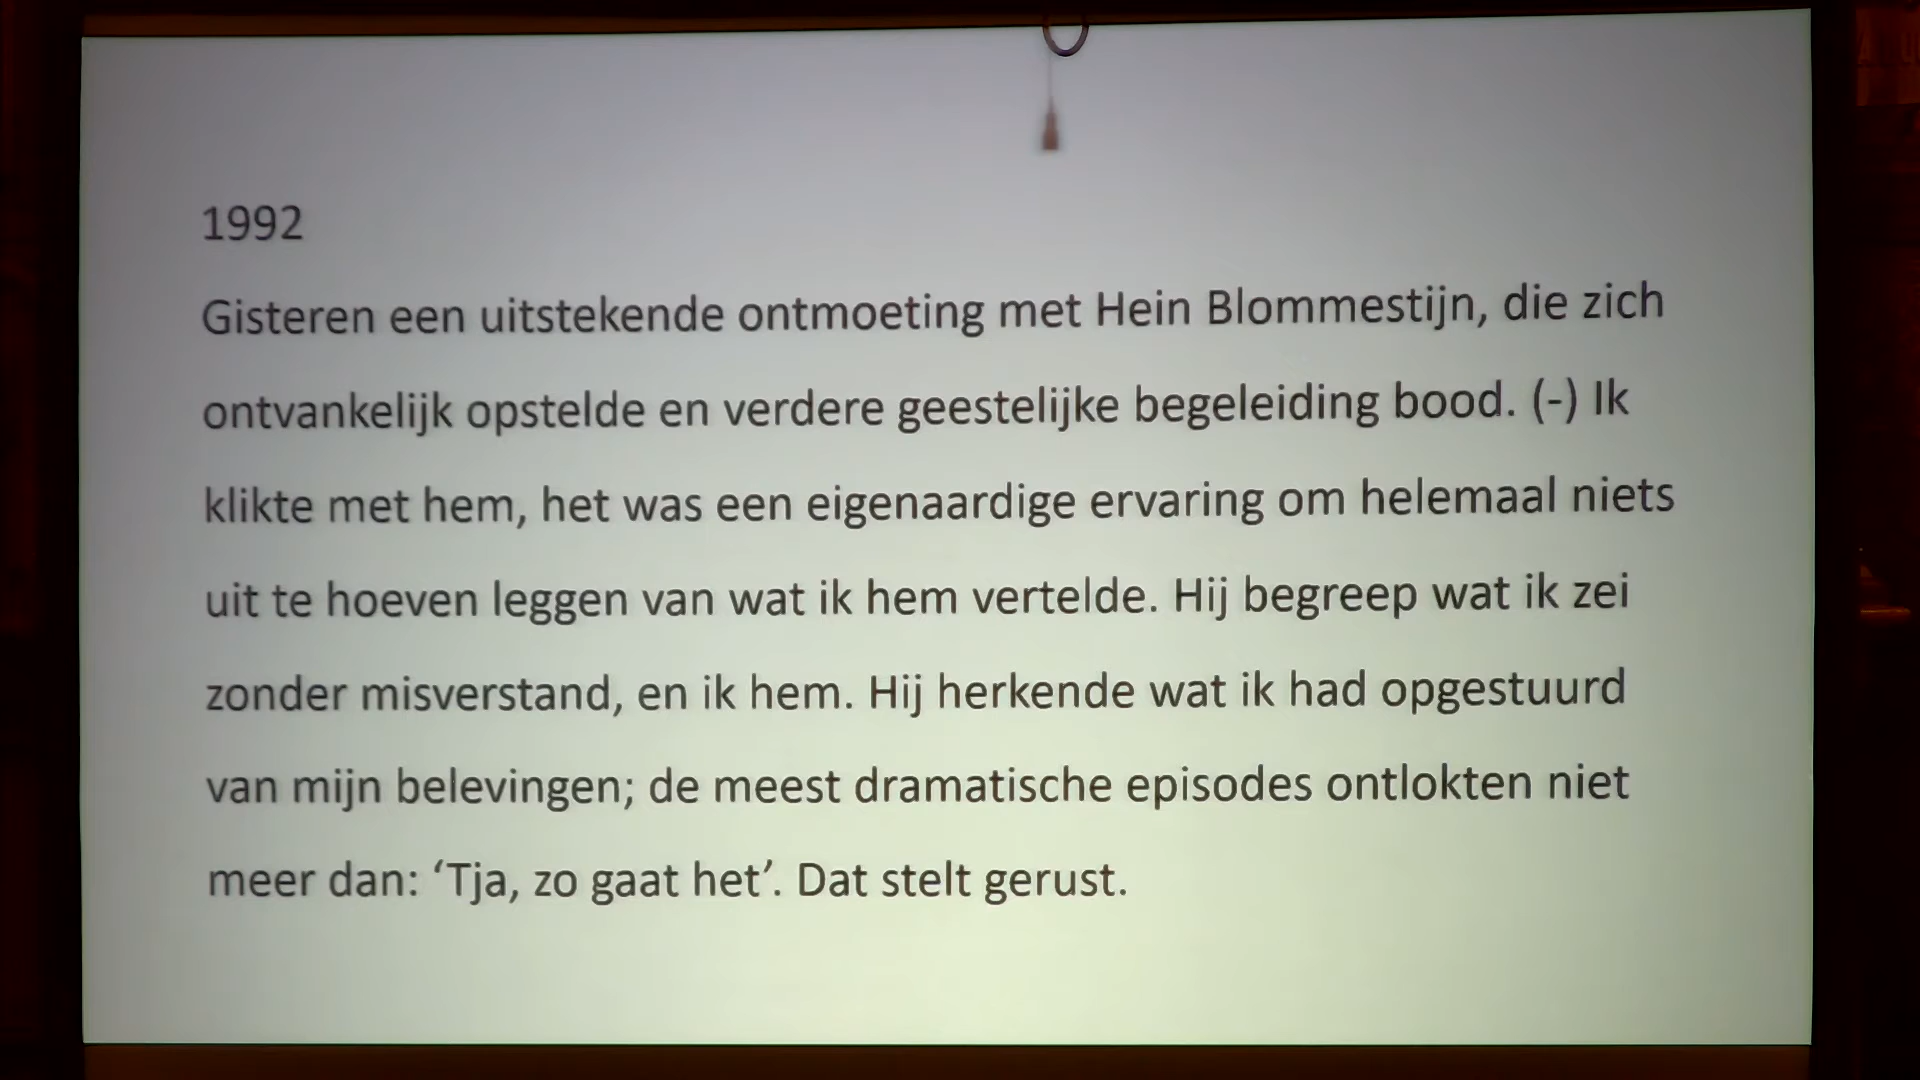 1992
Gisteren een uitstekende ontmoeting met Hein Blommestijn, die zich
ontvankelijk opstelde en verdere geestelijke begeleiding bood. (-) Ik
klikte met hem, het was een eigenaardige ervaring om helemaal niets
uit te hoeven leggen van wat ik hem vertelde. Hij begreep wat ik zei
zonder misverstand, en ik hem. Hij herkende wat ik had opgestuurd
van mijn belevingen; de meest dramatische episodes ontlokten niet
meer dan: ‘Tja, zo gaat het’. Dat stelt gerust.